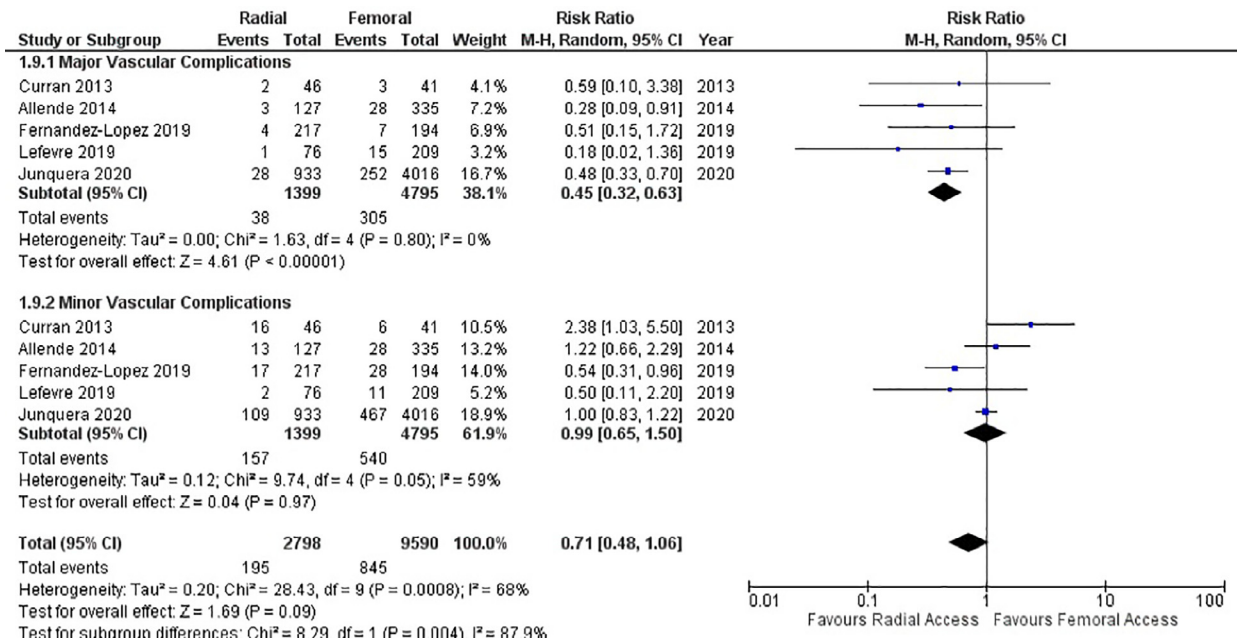 Radial Femoral Risk Ratio Risk Ratio
Study or Subgroup Events Total Events Total Weight M-H, Random, 95% CI Year M-H, Random, 95% CI
1.9.1 Major Vascular Complications
Curran 2013 2 46 3 41 4.1% 0.59 [0.10, 3.38] 2013
Allende 2014 3 127 28 335 7.2% 0.28 [0.09, 0.91] 2014
Fernandez-Lopez 2019 4 217 7 194 6.9% 0.51 [0.15, 1.72] 2019
Lefevre 2019 1 76 15 209 3.2% 0.18 [0.02, 1.36] 2019
Junquera 2020 28 933 252 4016 16.7% 0.48 [0.33, 0.70] 2020
Subtotal (95% CI) 1399 4795 38.1% 0.45 [0.32, 0.63]
Total events 38 305
Heterogeneity: Tau² = 0.00; Chi² = 1.63, df = 4 (P = 0.80); I² = 0%
Test for overall effect: Z = 4.61 (P < 0.00001)
1.9.2 Minor Vascular Complications
Curran 2013 16 46 6 41 10.5% 2.38 [1.03, 5.50] 2013
Allende 2014 13 127 28 335 13.2% 1.22 [0.66, 2.29] 2014
Fernandez-Lopez 2019 17 217 28 194 14.0% 0.54 [0.31, 0.96] 2019
Lefevre 2019 2 76 11 209 5.2% 0.50 [0.11, 2.20] 2019
Junquera 2020 109 933 467 4016 18.9% 1.00 [0.83, 1.22] 2020
Subtotal (95% CI) 1399 4795 61.9% 0.99 [0.65, 1.50]
Total events 157 540
Heterogeneity: Tau² = 0.12; Chi² = 9.74, df = 4 (P = 0.05); I² = 59%
Test for overall effect: Z = 0.04 (P = 0.97)
Total (95% CI) 2798 9590 100.0% 0.71 [0.48, 1.06]
Total events 195 845
Heterogeneity: Tau² = 0.20; Chi² = 28.43, df = 9 (P = 0.0008); I² = 68%
Test for overall effect: Z = 1.69 (P = 0.09)
Test for subgroup differences: Chi² = 8.29, df = 1 (P = 0.004), I² = 87.9%
0.01 0.1 1 10 100
Favours Radial Access Favours Femoral Access